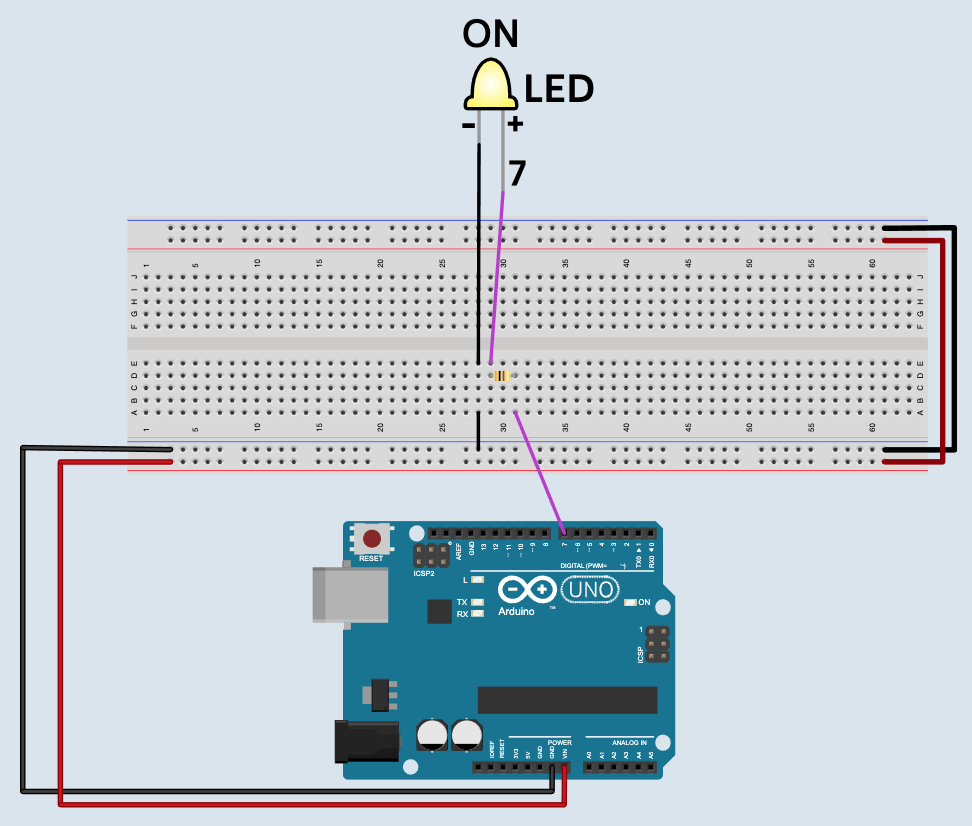 ON
LED
- +
7
1 5 10 15 20 25 30 35 40 45 50 55 60
J J
I I
H H
G G
F F
E E
D D
C C
B B
A A
1 5 10 15 20 25 30 35 40 45 50 55 60
RESET
ICSP2
AREF
GND
13
12
~11
~10
~9
8
7
~6
~5
4
~3
2
TX0 ▶ 1
RX0 ◀ 0
DIGITAL (PWM= ~)
L
TX
RX
Arduino
™
UNO
ON
1
ICSP
POWER
ANALOG IN
IOREF
RESET
3V3
5V
GND
GND
VIN
A0
A1
A2
A3
A4
A5